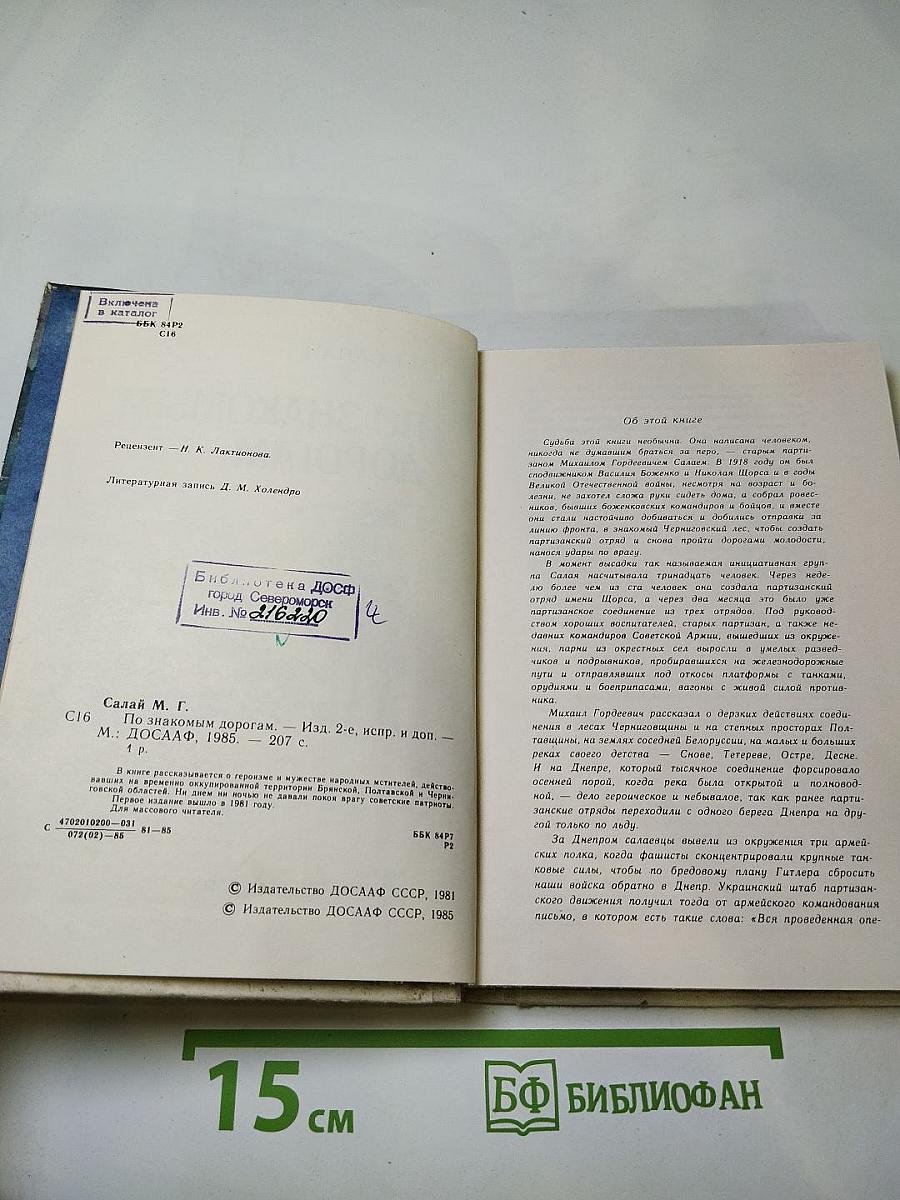 Включена
в каталог
ББК 84Р2
С16
Рецензент — Н. К. Лактионова.
Литературная запись Д. М. Холендро
Библиотека ДОСф
город Североморск
Инв. № 216220
Салай М. Г.
С16 По знакомым дорогам. — Изд. 2-е, испр. и доп. —
М.: ДОСААФ, 1985. — 207 с.
1 р.
В книге рассказывается о героизме и мужестве народных мстителей, действо-
вавших на временно оккупированной территории Брянской, Полтавской и Черни-
говской областей. Ни днем ни ночью не давали покоя врагу советские патриоты.
Первое издание вышло в 1981 году.
Для массового читателя.
С 4702010200—031
072(02)—85 81—85
ББК 84Р7
Р2
© Издательство ДОСААФ СССР, 1981
© Издательство ДОСААФ СССР, 1985
Об этой книге
Судьба этой книги необычна. Она написана человеком,
никогда не думавшим браться за перо, — старым парти-
заном Михаилом Гордеевичем Салаем. В 1918 году он был
сподвижником Василия Боженко и Николая Щорса и в годы
Великой Отечественной войны, несмотря на возраст и бо-
лезни, не захотел сложа руки сидеть дома, а собрал ровес-
ников, бывших боженковских командиров и бойцов, и вместе
они стали настойчиво добиваться и добились отправки за
линию фронта, в знакомый Черниговский лес, чтобы создать
партизанский отряд и снова пройти дорогами молодости,
нанося удары по врагу.
В момент высадки так называемая инициативная груп-
па Салая насчитывала тринадцать человек. Через неде-
лю более чем из ста человек она создала партизанский
отряд имени Щорса, а через два месяца это было уже
партизанское соединение из трех отрядов. Под руковод-
ством хороших воспитателей, старых партизан, а также не-
давних командиров Советской Армии, вышедших из окруже-
ния, парни из окрестных сел выросли в умелых развед-
чиков и подрывников, пробиравшихся на железнодорожные
пути и отправлявших под откосы платформы с танками,
орудиями и боеприпасами, вагоны с живой силой против-
ника.
Михаил Гордеевич рассказал о дерзких действиях соеди-
нения в лесах Черниговщины и на степных просторах Пол-
тавщины, на землях соседней Белоруссии, на малых и больших
реках своего детства — Снове, Тетереве, Остре, Десне.
И на Днепре, который тысячное соединение форсировало
осенней порой, когда река была открытой и полновод-
ной, — дело героическое и небывалое, так как ранее парти-
занские отряды переходили с одного берега Днепра на дру-
гой только по льду.
За Днепром салаевцы вывели из окружения три армей-
ских полка, когда фашисты сконцентрировали крупные тан-
ковые силы, чтобы по бредовому плану Гитлера сбросить
наши войска обратно в Днепр. Украинский штаб партизан-
ского движения получил тогда от армейского командования
письмо, в котором есть такие слова: «Вся проведенная опе-
15 см
БФ БИБЛИОФАН